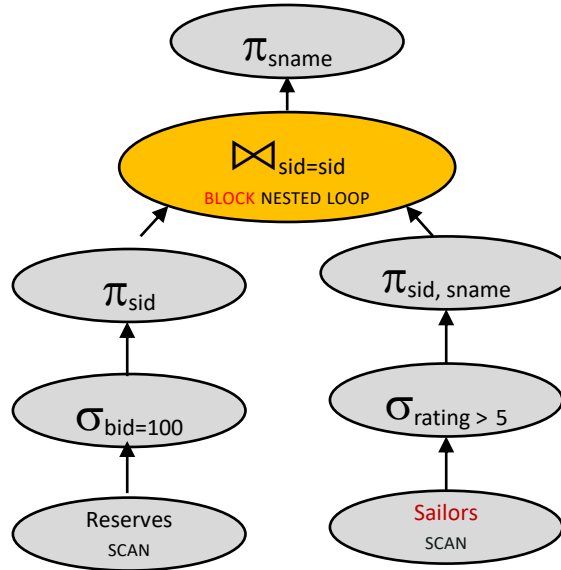 π sname
⋈ sid=sid
BLOCK NESTED LOOP
π sid
π sid, sname
σ bid=100
σ rating > 5
Reserves
SCAN
Sailors
SCAN